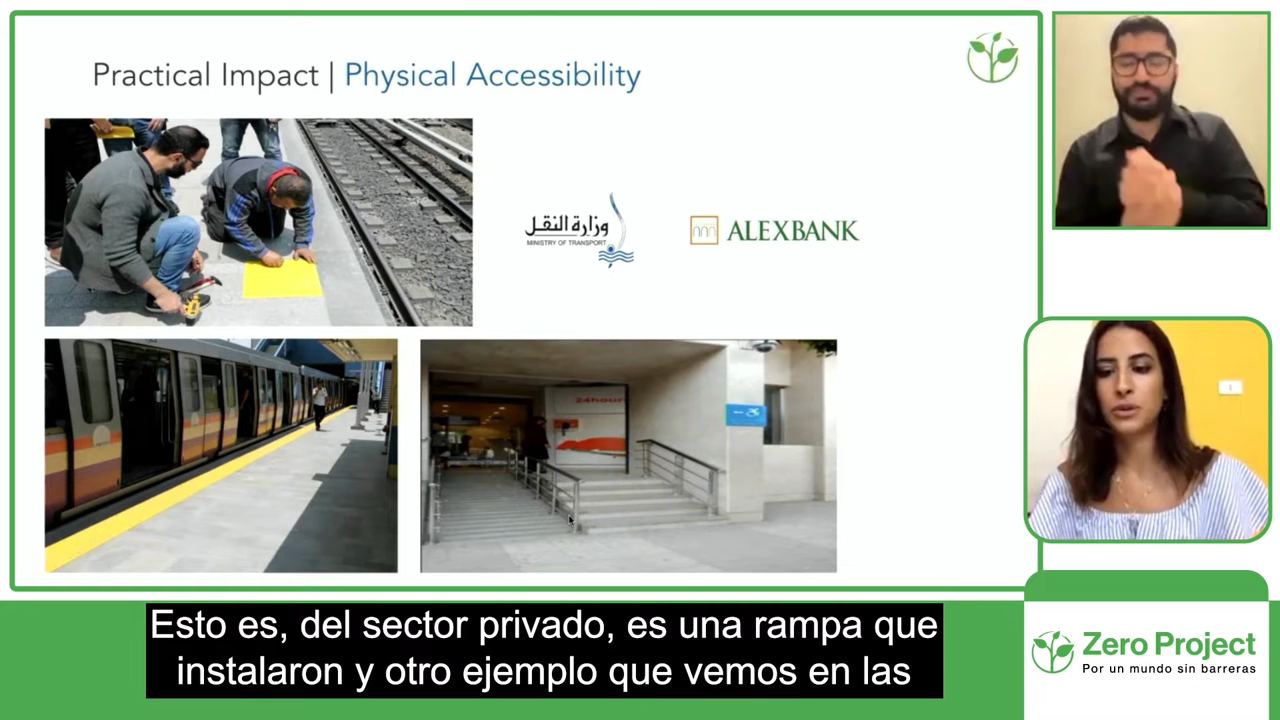 Practical Impact | Physical Accessibility
وزارة النقل
MINISTRY OF TRANSPORT
ALEXBANK
24hour
Esto es, del sector privado, es una rampa que
instalaron y otro ejemplo que vemos en las
Zero Project
Por un mundo sin barreras